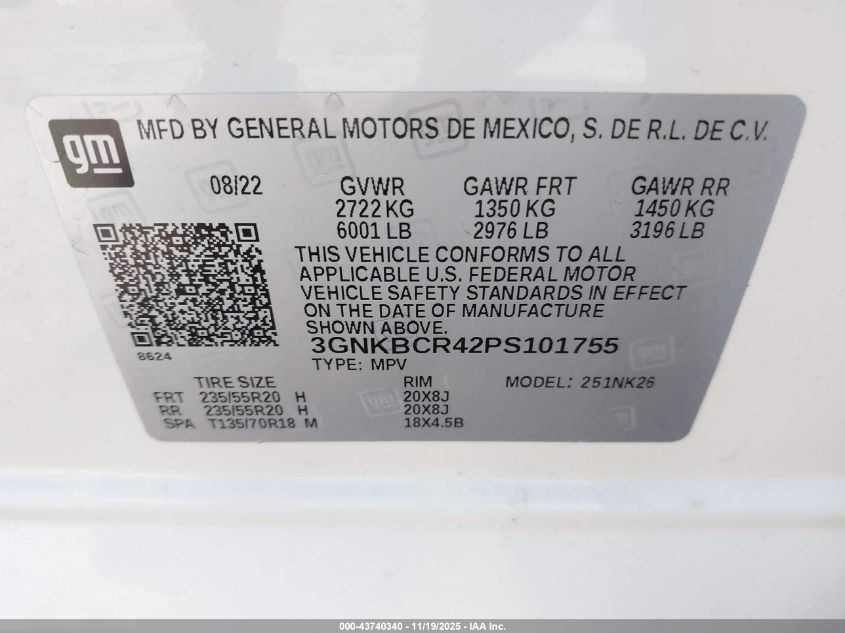 gm
MFD BY GENERAL MOTORS DE MEXICO, S. DE R.L. DE C.V.
08/22 GVWR GAWR FRT GAWR RR
2722 KG 1350 KG 1450 KG
6001 LB 2976 LB 3196 LB
THIS VEHICLE CONFORMS TO ALL
APPLICABLE U.S. FEDERAL MOTOR
VEHICLE SAFETY STANDARDS IN EFFECT
ON THE DATE OF MANUFACTURE
SHOWN ABOVE.
3GNKBCR42PS101755
8624
TYPE: MPV
TIRE SIZE RIM MODEL: 251NK26
FRT 235/55R20 H 20X8J
RR 235/55R20 H 20X8J
SPA T135/70R18 M 18X4.5B
000-43740340 - 11/19/2025 - IAA Inc.